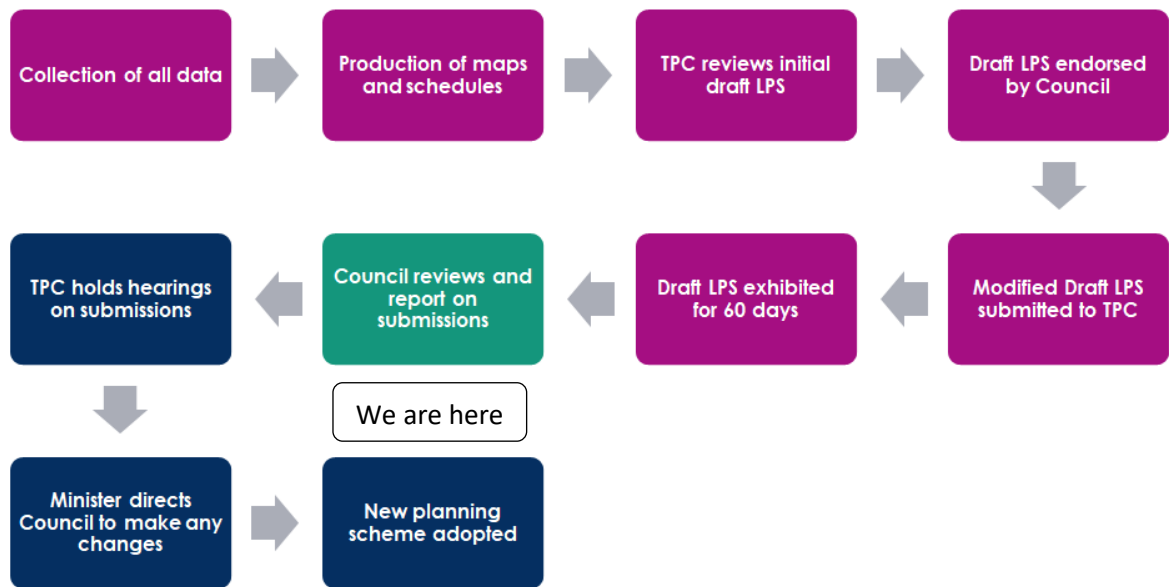 Collection of all data
Production of maps
and schedules
TPC reviews initial
draft LPS
Draft LPS endorsed
by Council
Modified Draft LPS
submitted to TPC
Draft LPS exhibited
for 60 days
Council reviews and
report on
submissions
We are here
TPC holds hearings
on submissions
Minister directs
Council to make any
changes
New planning
scheme adopted